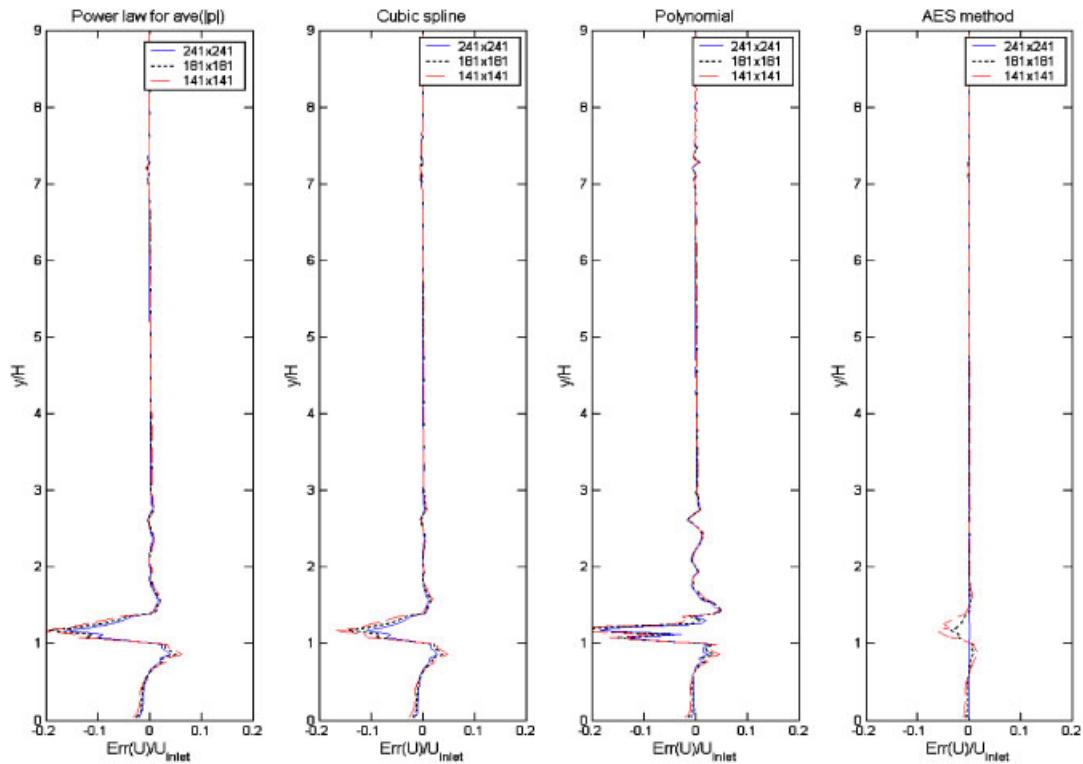 Power law for ave(|p|)
241x241
181x181
141x141
9
8
7
6
5
4
3
2
1
0
y/H
-0.2 -0.1 0 0.1 0.2
Err(U)/U_inlet
Cubic spline
241x241
181x181
141x141
9
8
7
6
5
4
3
2
1
0
y/H
-0.2 -0.1 0 0.1 0.2
Err(U)/U_inlet
Polynomial
241x241
181x181
141x141
9
8
7
6
5
4
3
2
1
0
y/H
-0.2 -0.1 0 0.1 0.2
Err(U)/U_inlet
AES method
241x241
181x181
141x141
9
8
7
6
5
4
3
2
1
0
y/H
-0.2 -0.1 0 0.1 0.2
Err(U)/U_inlet